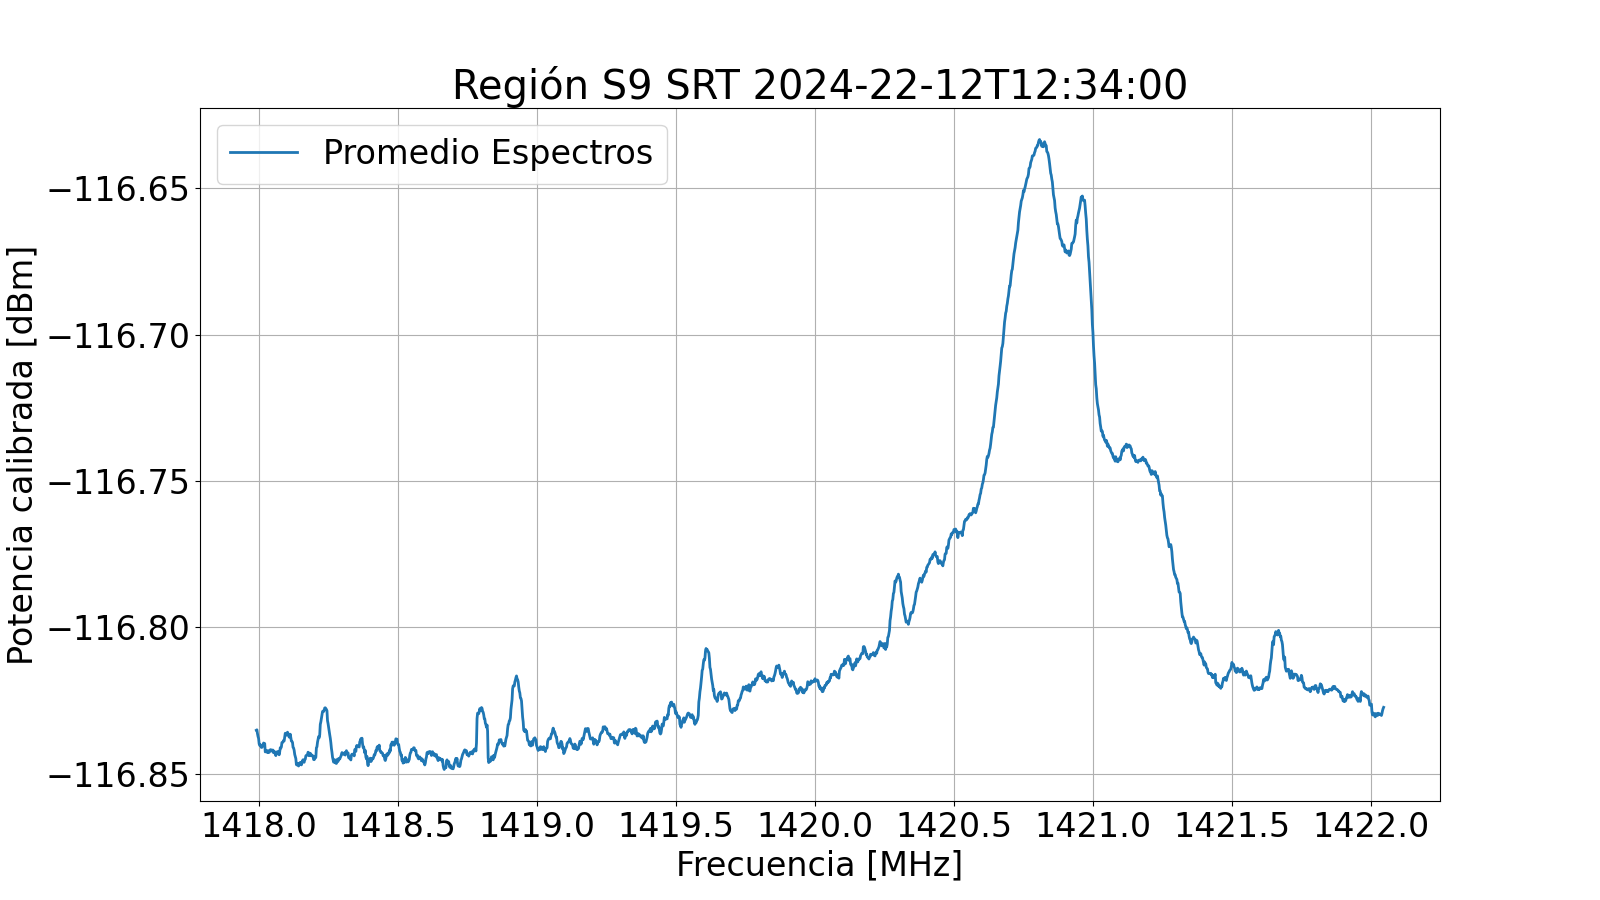 Región S9 SRT 2024-22-12T12:34:00
Promedio Espectros
−116.65
−116.70
−116.75
−116.80
−116.85
Potencia calibrada [dBm]
1418.0 1418.5 1419.0 1419.5 1420.0 1420.5 1421.0 1421.5 1422.0
Frecuencia [MHz]